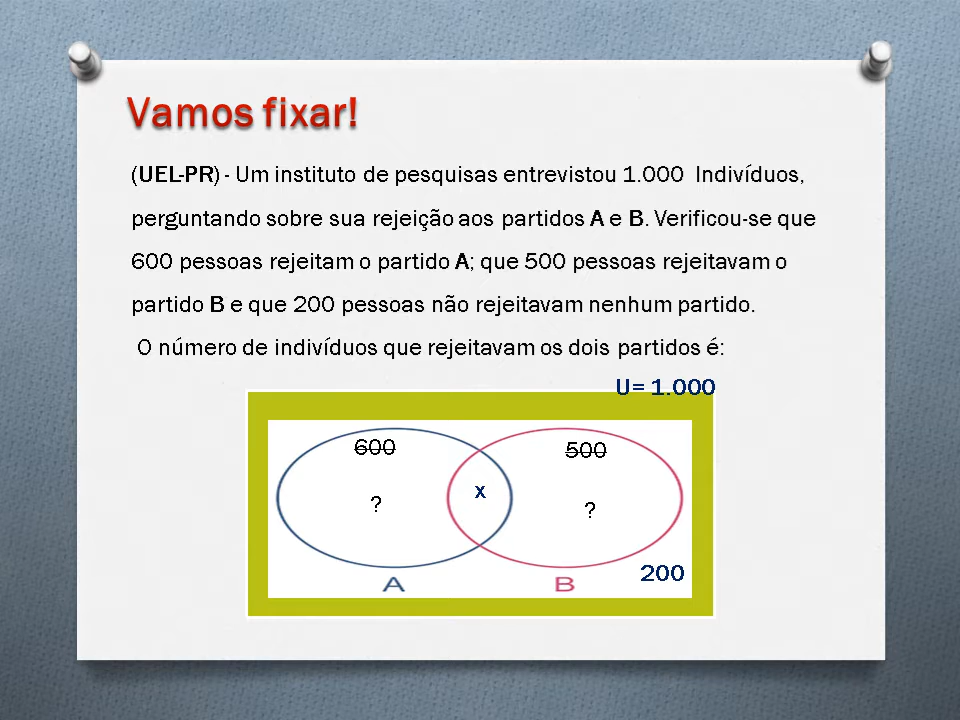 Vamos fixar!
(UEL-PR) - Um instituto de pesquisas entrevistou 1.000 Indivíduos,
perguntando sobre sua rejeição aos partidos A e B. Verificou-se que
600 pessoas rejeitam o partido A; que 500 pessoas rejeitavam o
partido B e que 200 pessoas não rejeitavam nenhum partido.
O número de indivíduos que rejeitavam os dois partidos é:
U= 1.000
600 500
x
? ?
200
A B